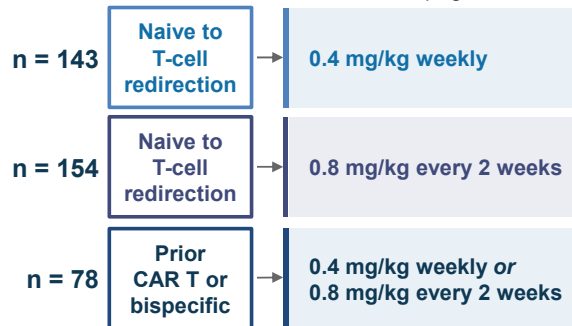 n = 143
Naive to
T-cell
redirection
0.4 mg/kg weekly
n = 154
Naive to
T-cell
redirection
0.8 mg/kg every 2 weeks
n = 78
Prior
CAR T or
bispecific
0.4 mg/kg weekly or
0.8 mg/kg every 2 weeks